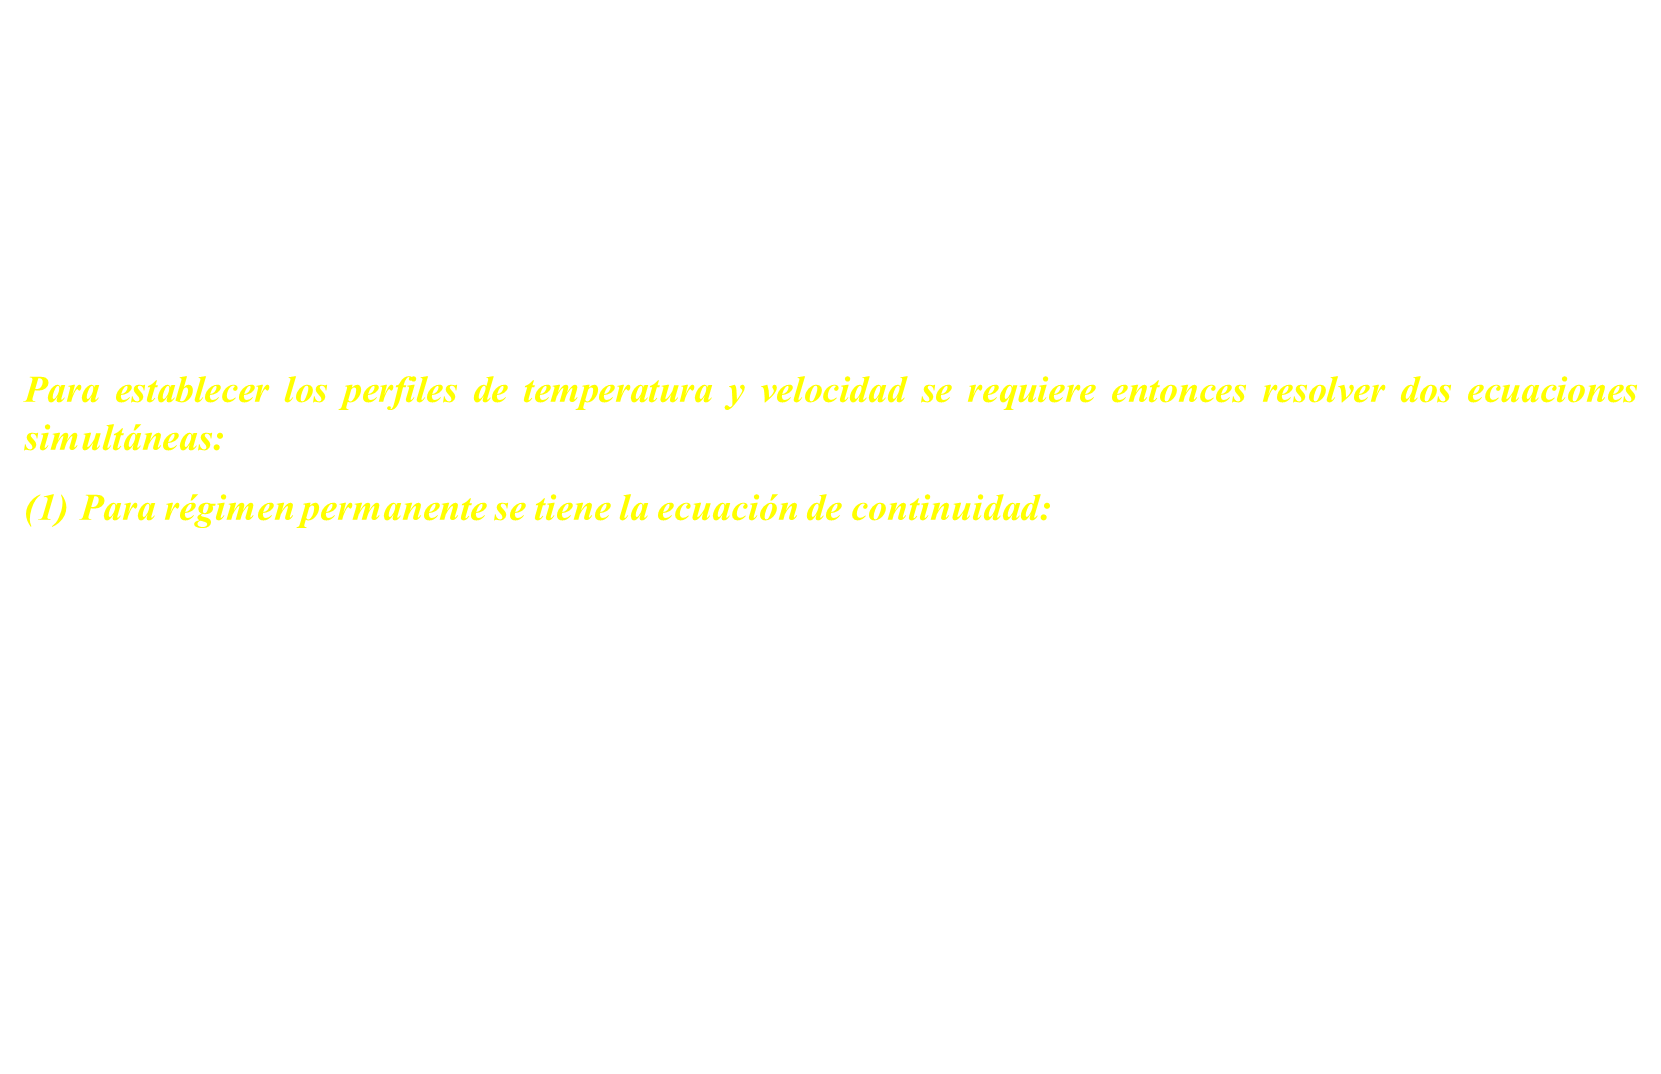 Para establecer los perfiles de temperatura y velocidad se requiere entonces resolver dos ecuaciones
simultáneas:
(1) Para régimen permanente se tiene la ecuación de continuidad: